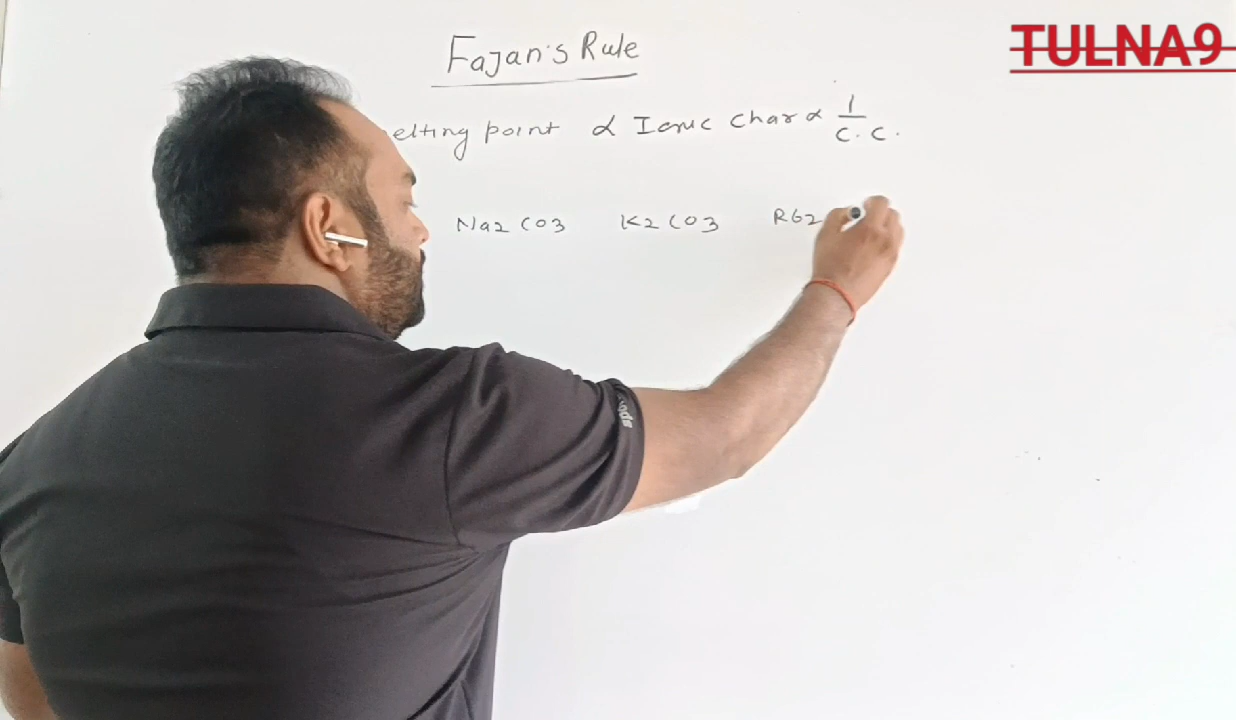 TULNA9
Fajan's Rule
elting point ∝ Ionic Char ∝ 1/C.C.
Na2CO3 K2CO3 Rb2